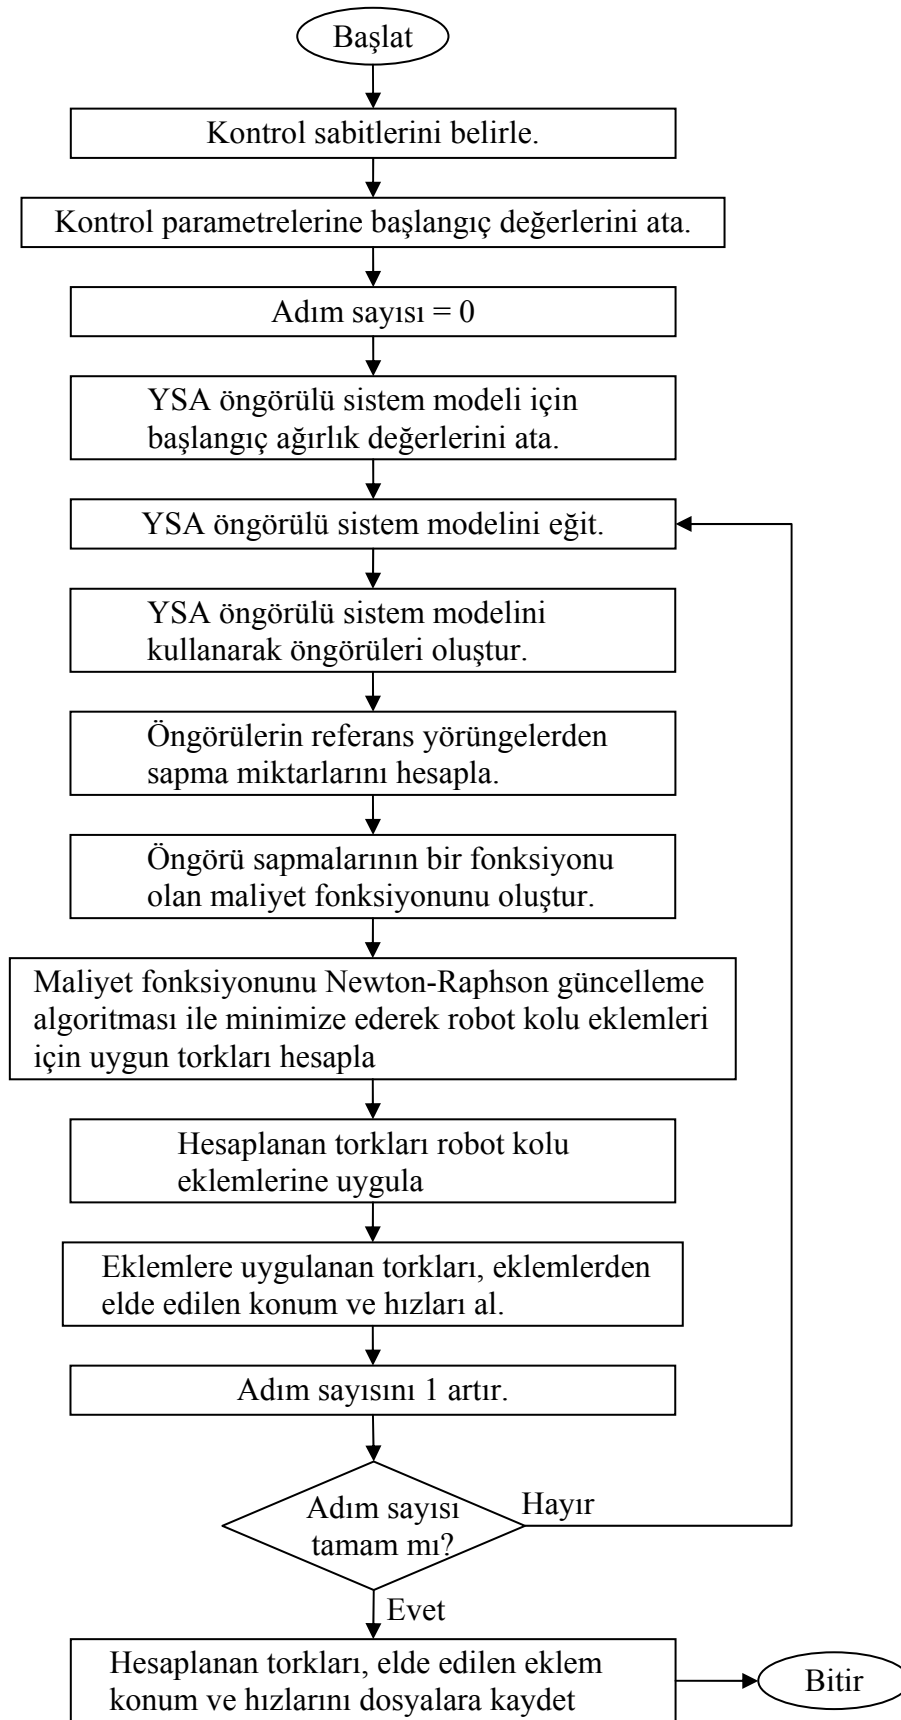 Başlat
Kontrol sabitlerini belirle.
Kontrol parametrelerine başlangıç değerlerini ata.
Adım sayısı = 0
YSA öngörülü sistem modeli için
başlangıç ağırlık değerlerini ata.
YSA öngörülü sistem modelini eğit.
YSA öngörülü sistem modelini
kullanarak öngörüleri oluştur.
Öngörülerin referans yörüngelerden
sapma miktarlarını hesapla.
Öngörü sapmalarının bir fonksiyonu
olan maliyet fonksiyonunu oluştur.
Maliyet fonksiyonunu Newton-Raphson güncelleme
algoritması ile minimize ederek robot kolu eklemleri
için uygun torkları hesapla
Hesaplanan torkları robot kolu
eklemlerine uygula
Eklemlere uygulanan torkları, eklemlerden
elde edilen konum ve hızları al.
Adım sayısını 1 artır.
Adım sayısı
tamam mı?
Hayır
Evet
Hesaplanan torkları, elde edilen eklem
konum ve hızlarını dosyalara kaydet
Bitir